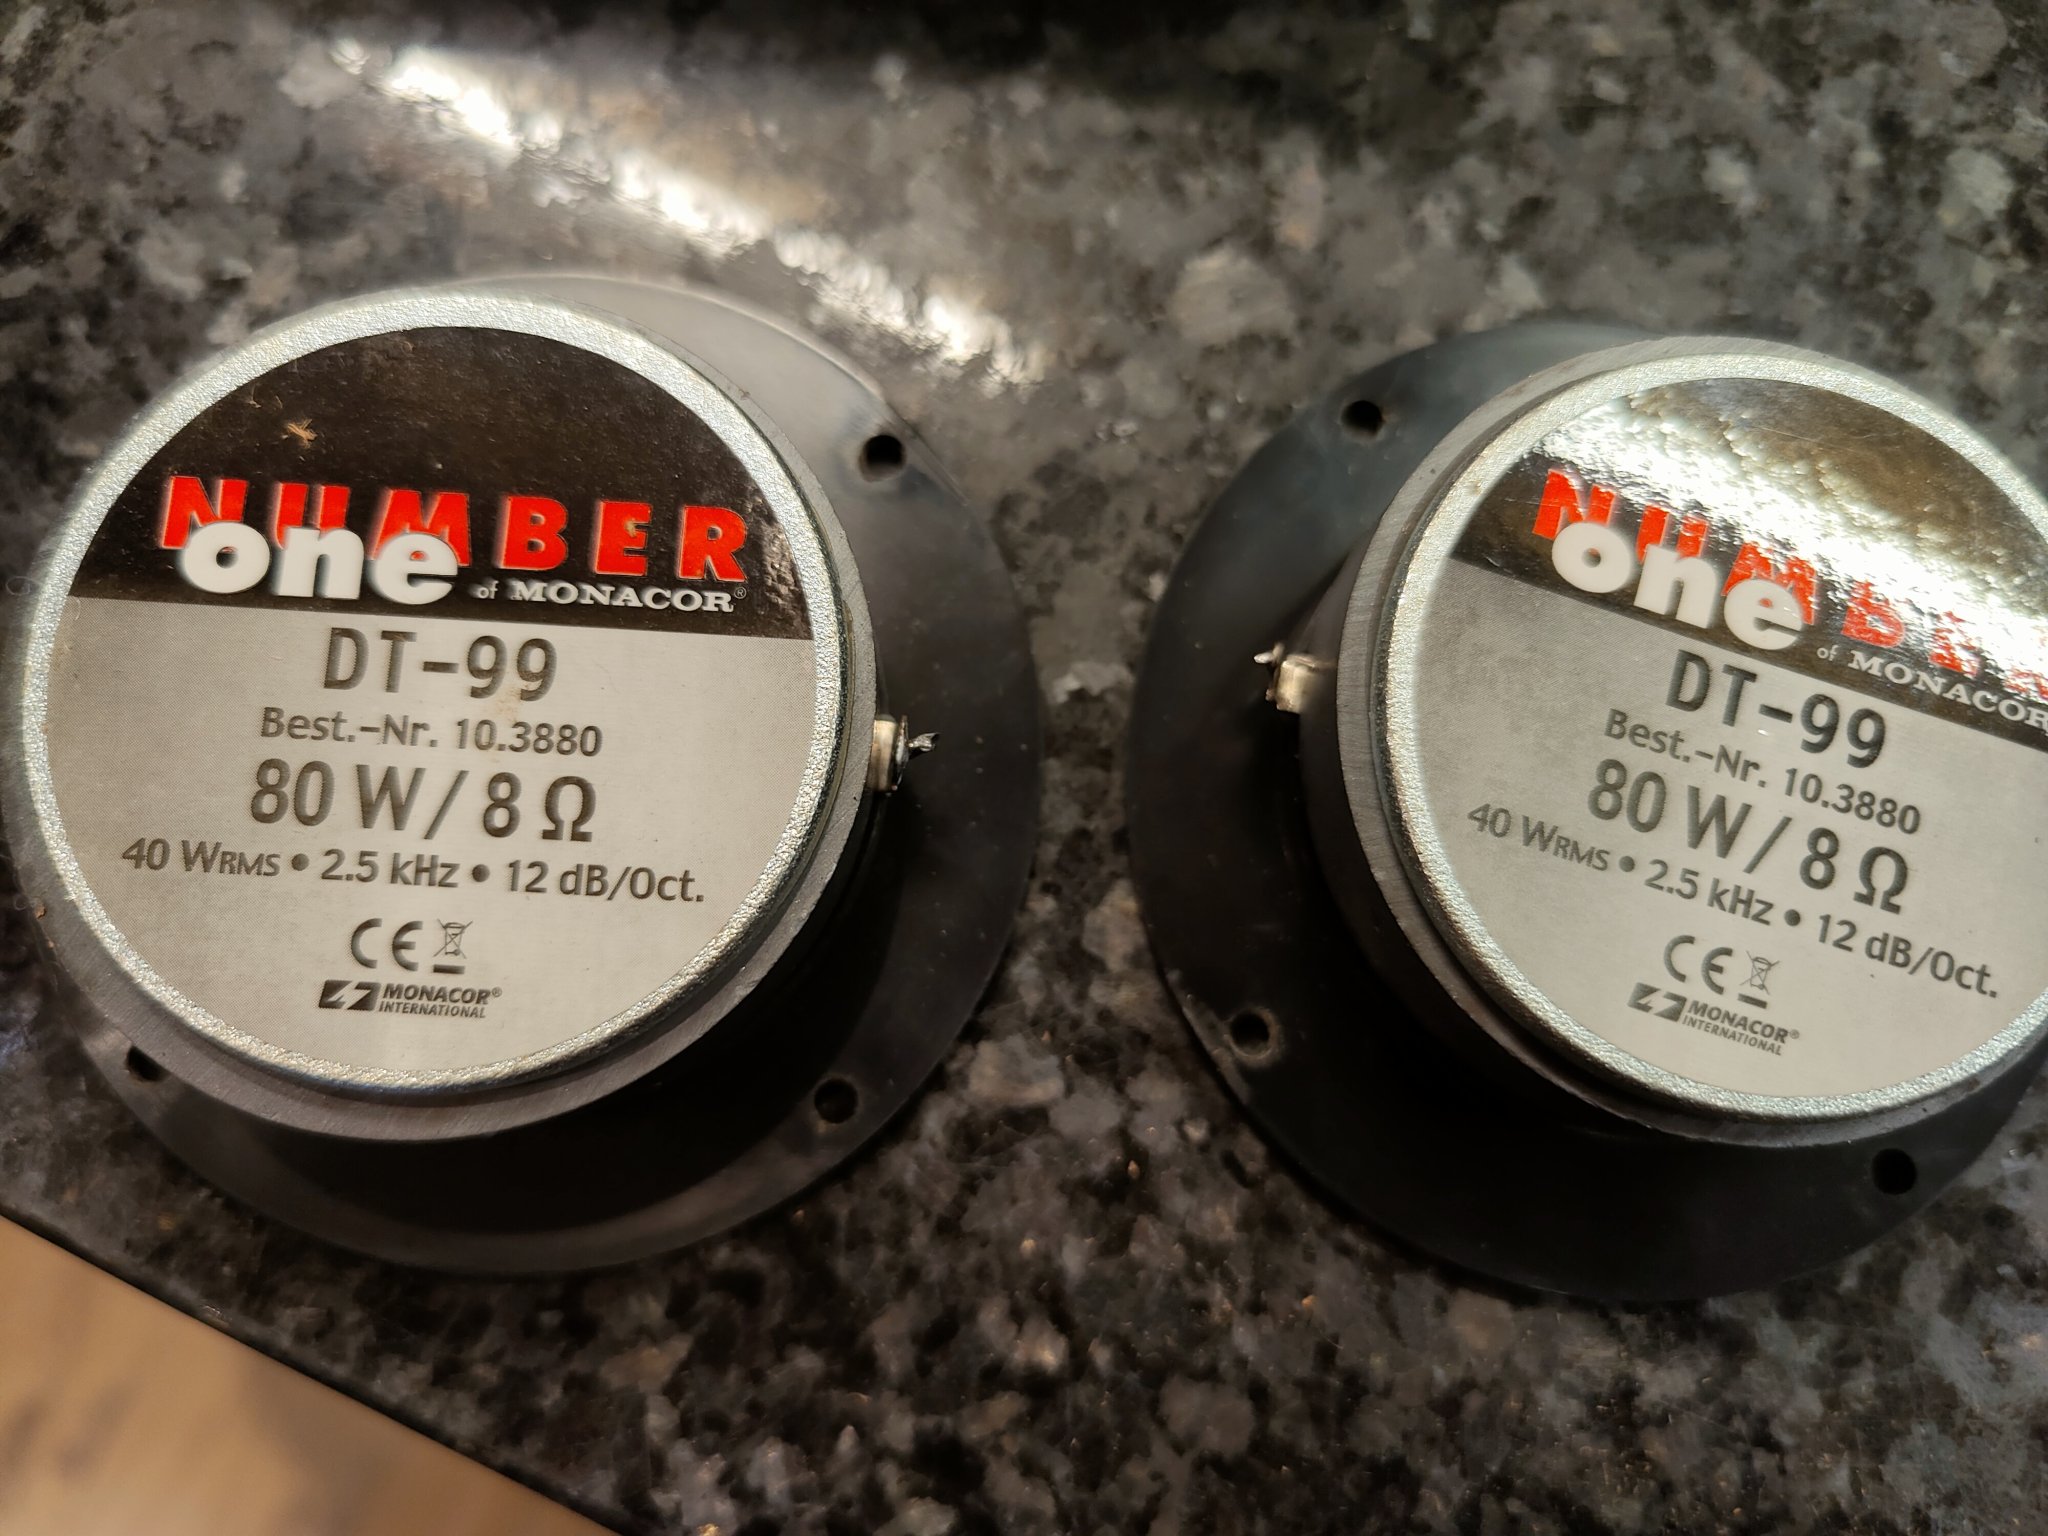 NUMBER
one of MONACOR®
DT-99
Best.-Nr. 10.3880
80 W / 8 Ω
40 WRMS • 2.5 kHz • 12 dB/Oct.
CE
MONACOR®
INTERNATIONAL
NUMBER
one of MONACOR
DT-99
Best.-Nr. 10.3880
80 W / 8 Ω
40 WRMS • 2.5 kHz • 12 dB/Oct.
CE
MONACOR®
INTERNATIONAL